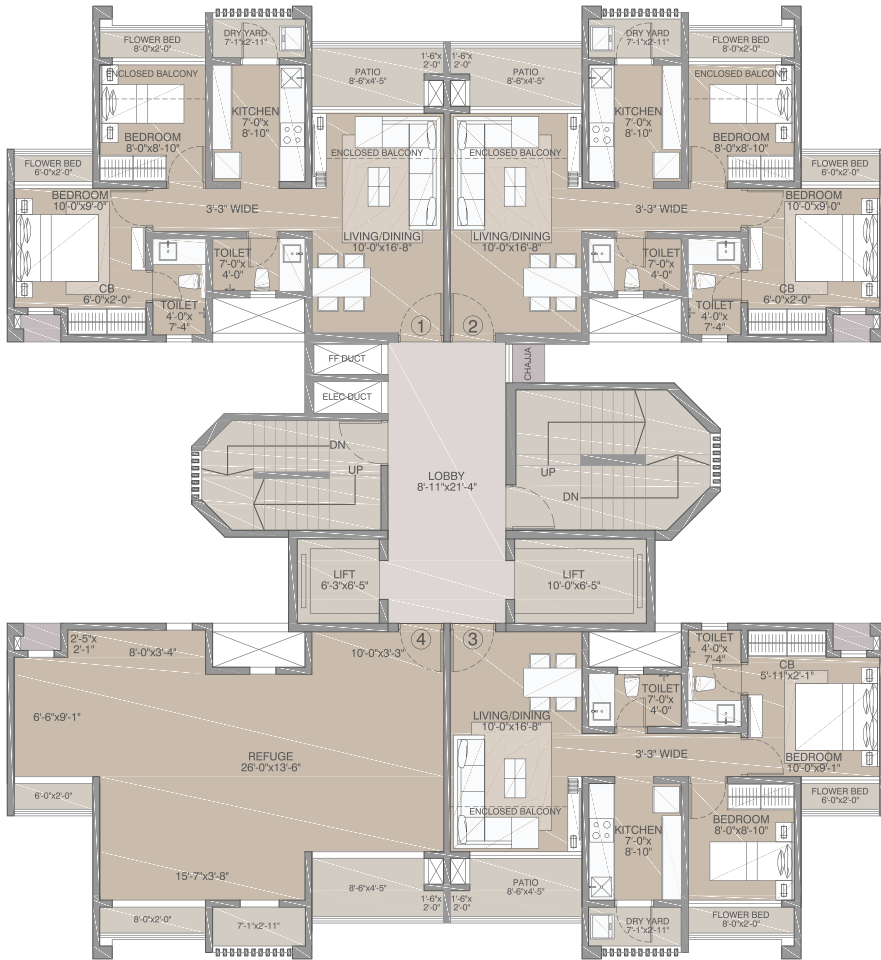 FLOWER BED
8'-0"x2'-0"
DRY YARD
7'-1"x2'-11"
PATIO
8'-6"x4'-5"
1'-6"x
2'-0"
1'-6"x
2'-0"
PATIO
8'-6"x4'-5"
DRY YARD
7'-1"x2'-11"
FLOWER BED
8'-0"x2'-0"
ENCLOSED BALCONY
BEDROOM
8'-0"x8'-10"
KITCHEN
7'-0"x
8'-10"
ENCLOSED BALCONY
ENCLOSED BALCONY
KITCHEN
7'-0"x
8'-10"
ENCLOSED BALCONY
BEDROOM
8'-0"x8'-10"
FLOWER BED
6'-0"x2'-0"
FLOWER BED
6'-0"x2'-0"
BEDROOM
10'-0"x9'-0"
3'-3" WIDE
LIVING/DINING
10'-0"x16'-8"
LIVING/DINING
10'-0"x16'-8"
3'-3" WIDE
BEDROOM
10'-0"x9'-0"
CB
6'-0"x2'-0"
TOILET
4'-0"x
7'-4"
TOILET
7'-0"x
4'-0"
TOILET
7'-0"x
4'-0"
TOILET
4'-0"x
7'-4"
CB
6'-0"x2'-0"
1
2
FF DUCT
ELEC DUCT
CHAJJA
DN
UP
LOBBY
8'-11"x21'-4"
UP
DN
LIFT
6'-3"x6'-5"
LIFT
10'-0"x6'-5"
4
3
2'-5"x
2'-1"
8'-0"x3'-4"
10'-0"x3'-3"
6'-6"x9'-1"
REFUGE
26'-0"x13'-6"
6'-0"x2'-0"
15'-7"x3'-8"
8'-0"x2'-0"
7'-1"x2'-11"
8'-6"x4'-5"
1'-6"x
2'-0"
1'-6"x
2'-0"
LIVING/DINING
10'-0"x16'-8"
TOILET
7'-0"x
4'-0"
TOILET
4'-0"x
7'-4"
CB
5'-11"x2'-1"
3'-3" WIDE
BEDROOM
10'-0"x9'-1"
FLOWER BED
6'-0"x2'-0"
ENCLOSED BALCONY
KITCHEN
7'-0"x
8'-10"
BEDROOM
8'-0"x8'-10"
PATIO
8'-6"x4'-5"
DRY YARD
7'-1"x2'-11"
FLOWER BED
8'-0"x2'-0"